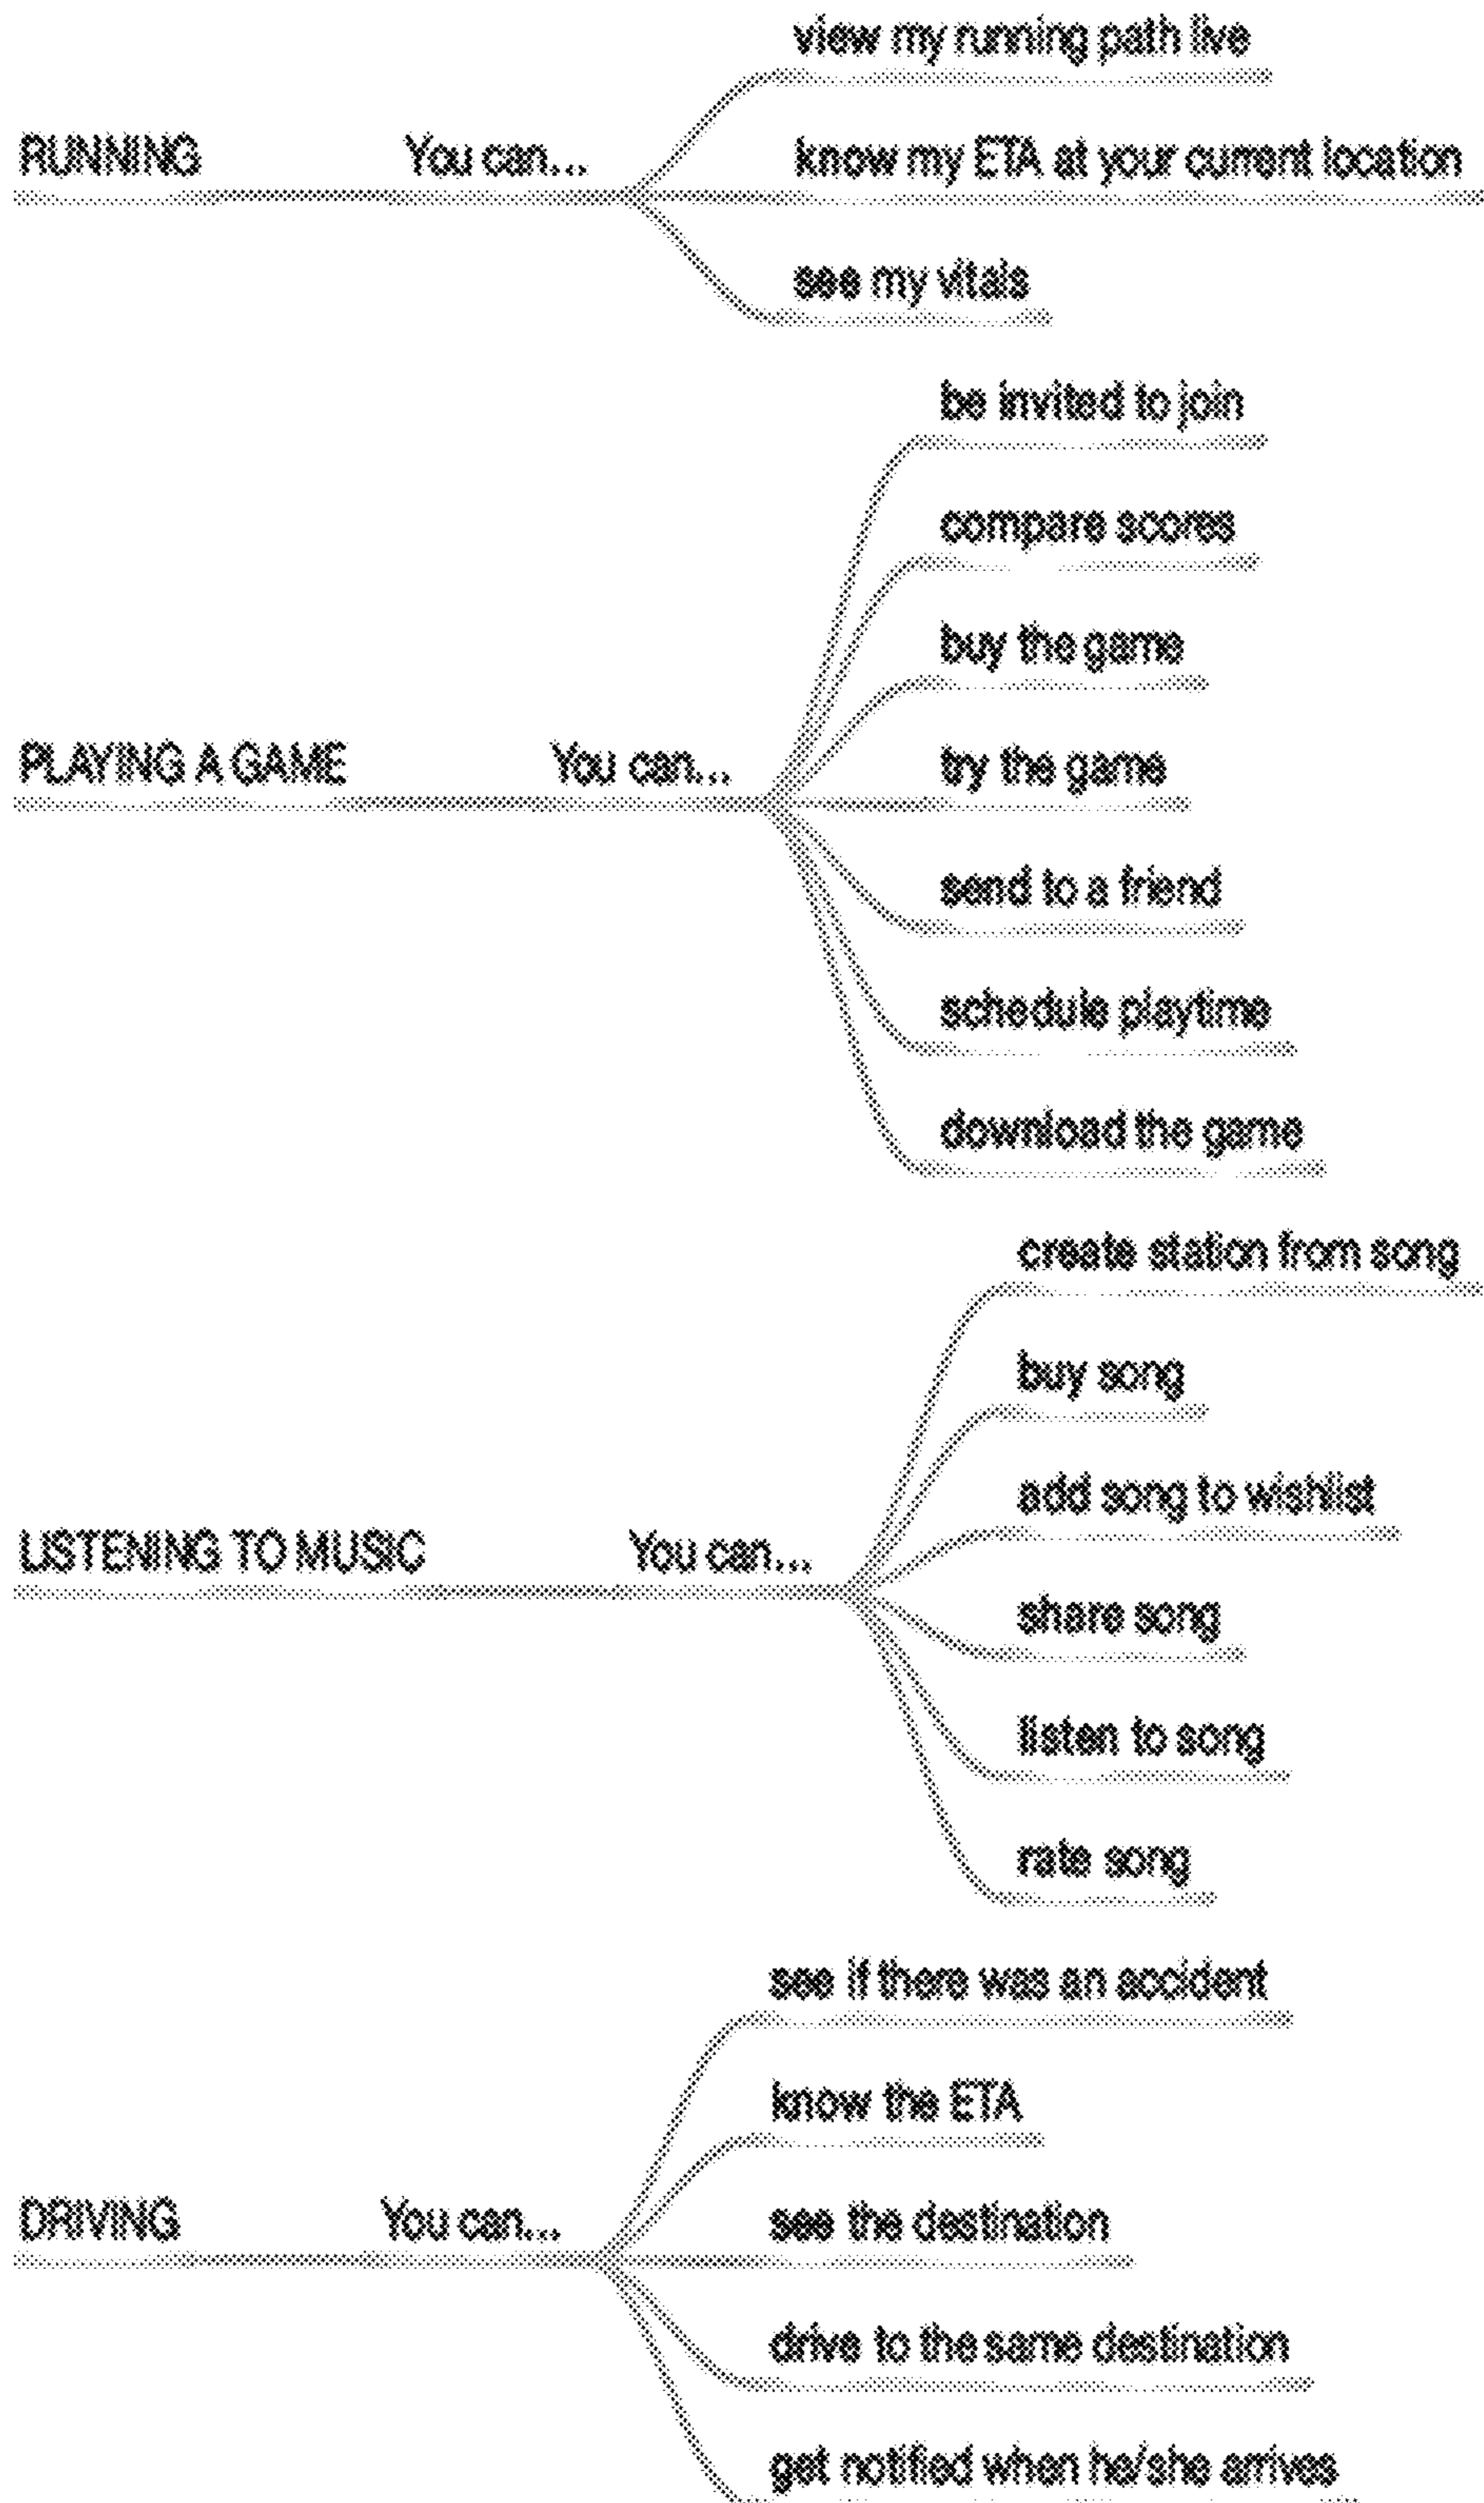 RUNNING
You can...
view my running path live
know my ETA at your current location
see my vitals
PLAYING A GAME
You can...
be invited to join
compare scores
buy the game
try the game
send to a friend
schedule playtime
download the game
LISTENING TO MUSIC
You can...
create station from song
buy song
add song to wishlist
share song
listen to song
rate song
DRIVING
You can...
see if there was an accident
know the ETA
see the destination
drive to the same destination
get notified when he/she arrives